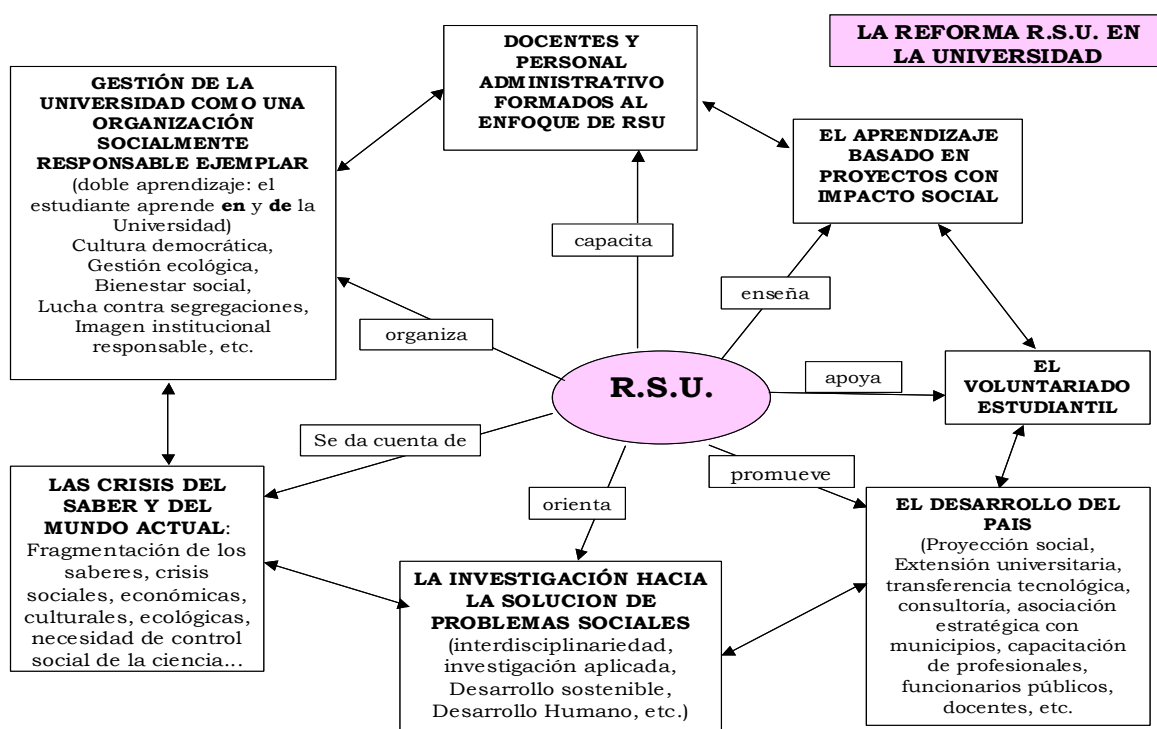 LA REFORMA R.S.U. EN
LA UNIVERSIDAD
DOCENTES Y
PERSONAL
ADMINISTRATIVO
FORMADOS AL
ENFOQUE DE RSU
GESTIÓN DE LA
UNIVERSIDAD COMO UNA
ORGANIZACIÓN
SOCIALMENTE
RESPONSABLE EJEMPLAR
(doble aprendizaje: el
estudiante aprende en y de la
Universidad)
Cultura democrática,
Gestión ecológica,
Bienestar social,
Lucha contra segregaciones,
Imagen institucional
responsable, etc.
EL APRENDIZAJE
BASADO EN
PROYECTOS CON
IMPACTO SOCIAL
capacita
enseña
organiza
R.S.U.
apoya
EL
VOLUNTARIADO
ESTUDIANTIL
Se da cuenta de
promueve
orienta
LAS CRISIS DEL
SABER Y DEL
MUNDO ACTUAL:
Fragmentación de los
saberes, crisis
sociales, económicas,
culturales, ecológicas,
necesidad de control
social de la ciencia...
LA INVESTIGACIÓN HACIA
LA SOLUCION DE
PROBLEMAS SOCIALES
(interdisciplinariedad,
investigación aplicada,
Desarrollo sostenible,
Desarrollo Humano, etc.)
EL DESARROLLO DEL
PAIS
(Proyección social,
Extensión universitaria,
transferencia tecnológica,
consultoría, asociación
estratégica con
municipios, capacitación
de profesionales,
funcionarios públicos,
docentes, etc.